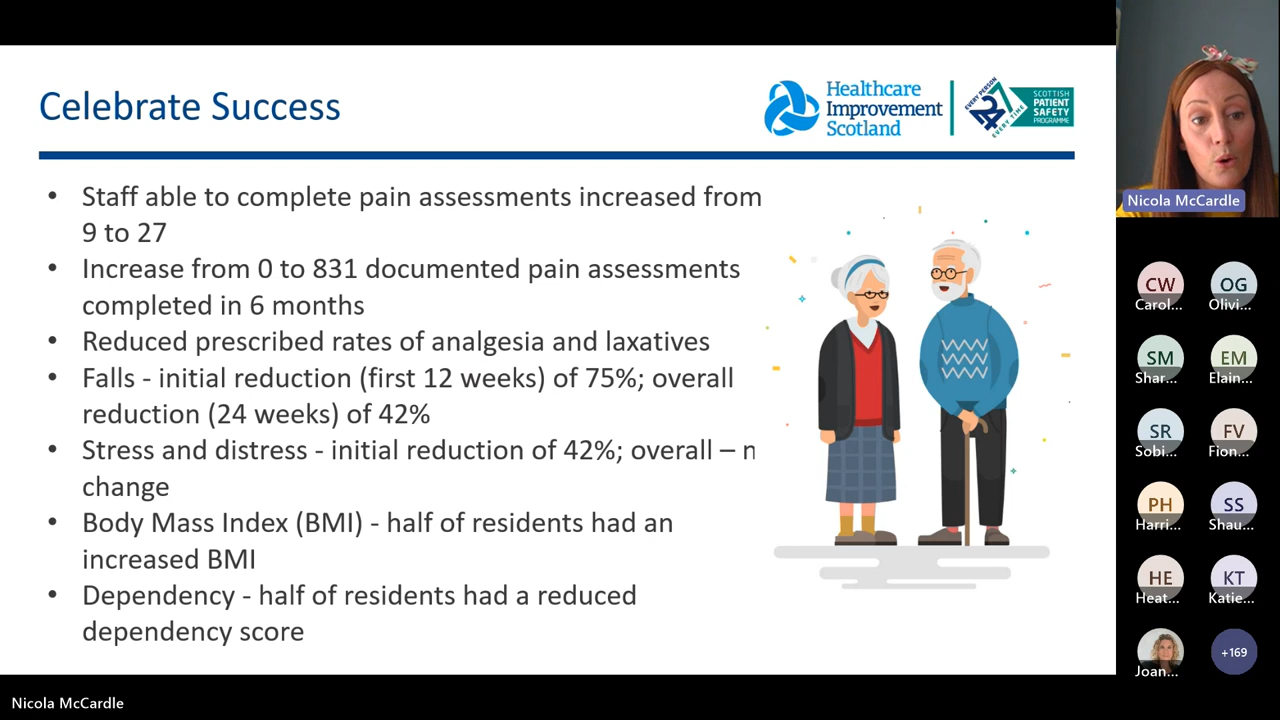 Celebrate Success
Healthcare
Improvement
Scotland
EVERY PERSON
24
7
EVERY TIME
SCOTTISH
PATIENT
SAFETY
PROGRAMME
• Staff able to complete pain assessments increased from
9 to 27
• Increase from 0 to 831 documented pain assessments
completed in 6 months
• Reduced prescribed rates of analgesia and laxatives
• Falls - initial reduction (first 12 weeks) of 75%; overall
reduction (24 weeks) of 42%
• Stress and distress - initial reduction of 42%; overall – n
change
• Body Mass Index (BMI) - half of residents had an
increased BMI
• Dependency - half of residents had a reduced
dependency score
Nicola McCardle
CW
Carol...
OG
Olivi...
SM
Shar...
EM
Elain...
SR
Sobi...
FV
Fion...
PH
Harri...
SS
Shau...
HE
Heat...
KT
Katie...
Joan...
+169
Nicola McCardle